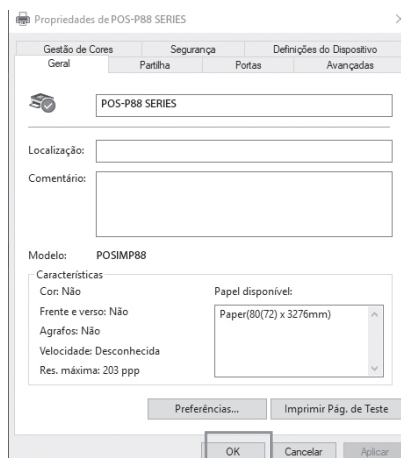 Propriedades de POS-P88 SERIES
Gestão de Cores Segurança Definições do Dispositivo
Geral Partilha Portas Avançadas
POS-P88 SERIES
Localização:
Comentário:
Modelo: POSIMP88
Características
Cor: Não Papel disponível:
Frente e verso: Não Paper(80(72) x 3276mm)
Agrafos: Não
Velocidade: Desconhecida
Res. máxima: 203 ppp
Preferências... Imprimir Pág. de Teste
OK Cancelar Aplicar